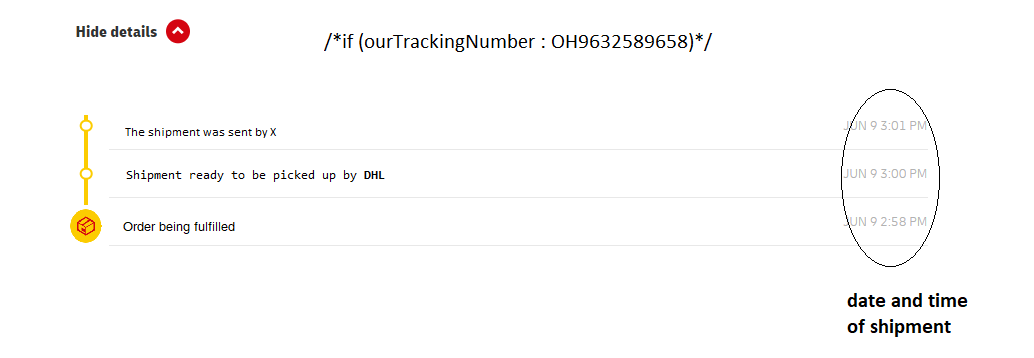 Hide details
/*if (ourTrackingNumber : OH9632589658)*/
The shipment was sent by X
JUN 9 3:01 PM
Shipment ready to be picked up by DHL
JUN 9 3:00 PM
Order being fulfilled
JUN 9 2:58 PM
date and time
of shipment